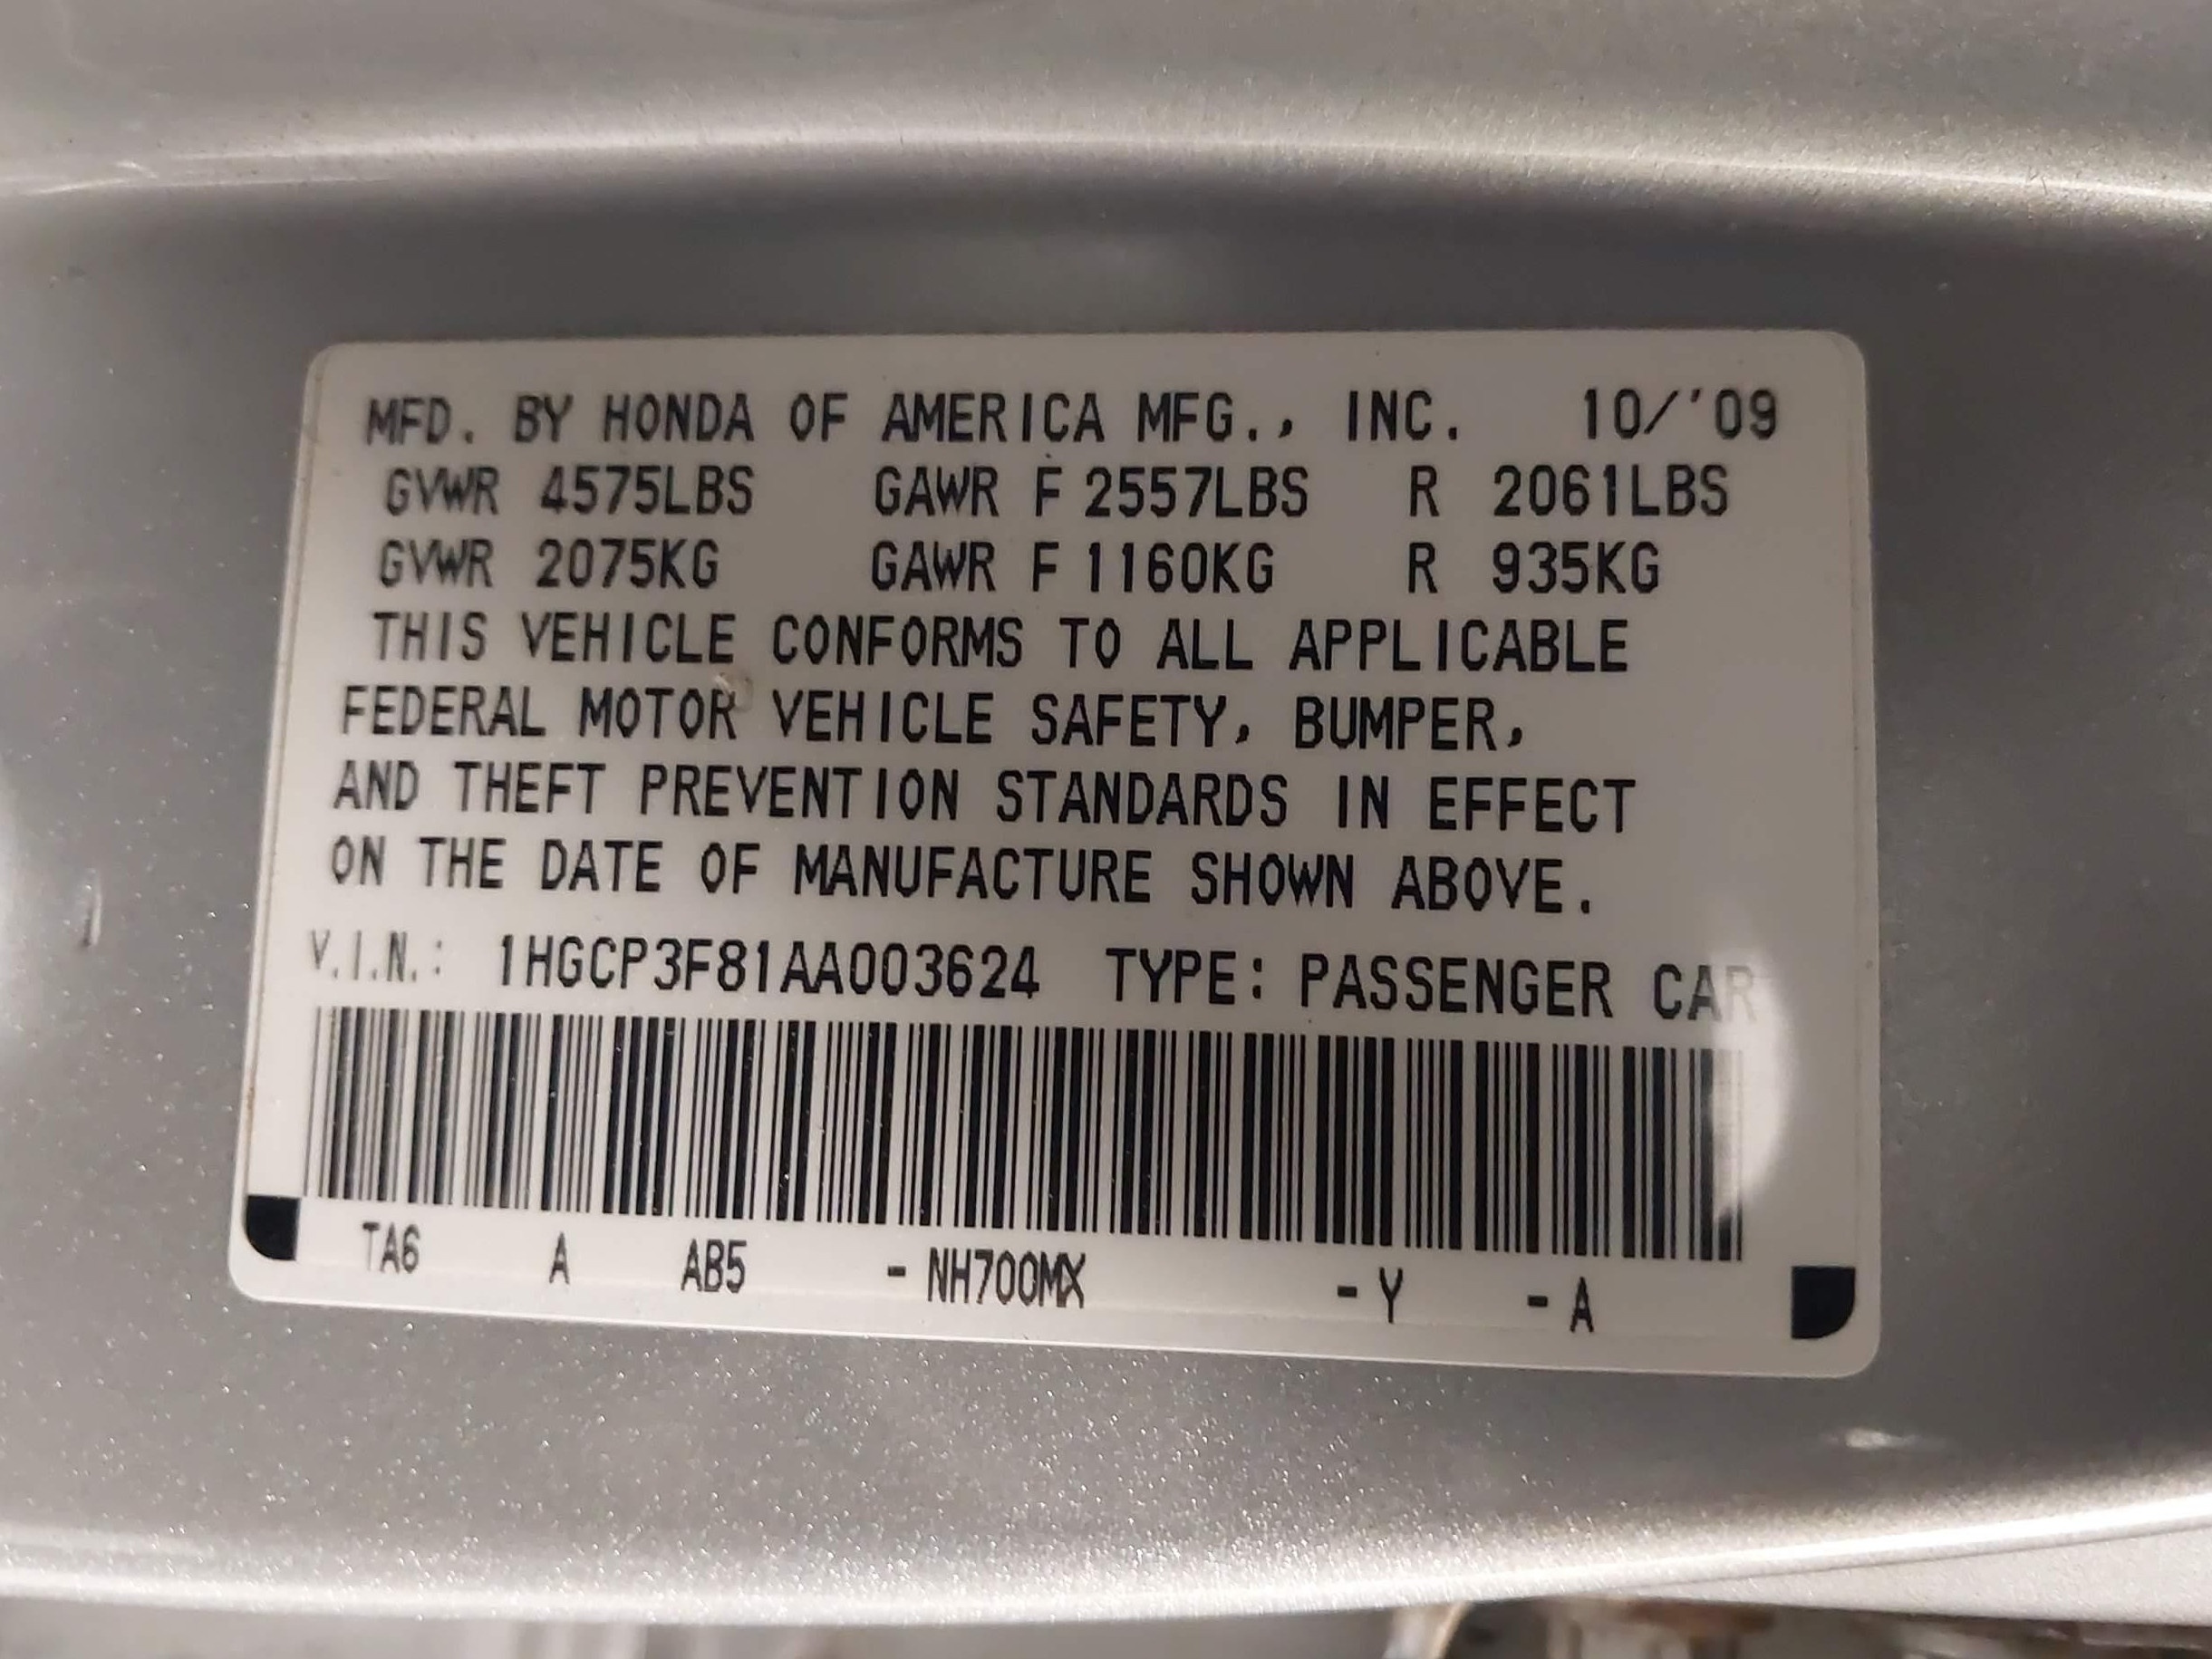 MFD. BY HONDA OF AMERICA MFG., INC. 10/'09
GVWR 4575LBS GAWR F 2557LBS R 2061LBS
GVWR 2075KG GAWR F 1160KG R 935KG
THIS VEHICLE CONFORMS TO ALL APPLICABLE
FEDERAL MOTOR VEHICLE SAFETY, BUMPER,
AND THEFT PREVENTION STANDARDS IN EFFECT
ON THE DATE OF MANUFACTURE SHOWN ABOVE.
V.I.N.: 1HGCP3F81AA003624 TYPE: PASSENGER CAR
TA6 A AB5 - NH700MX - Y - A